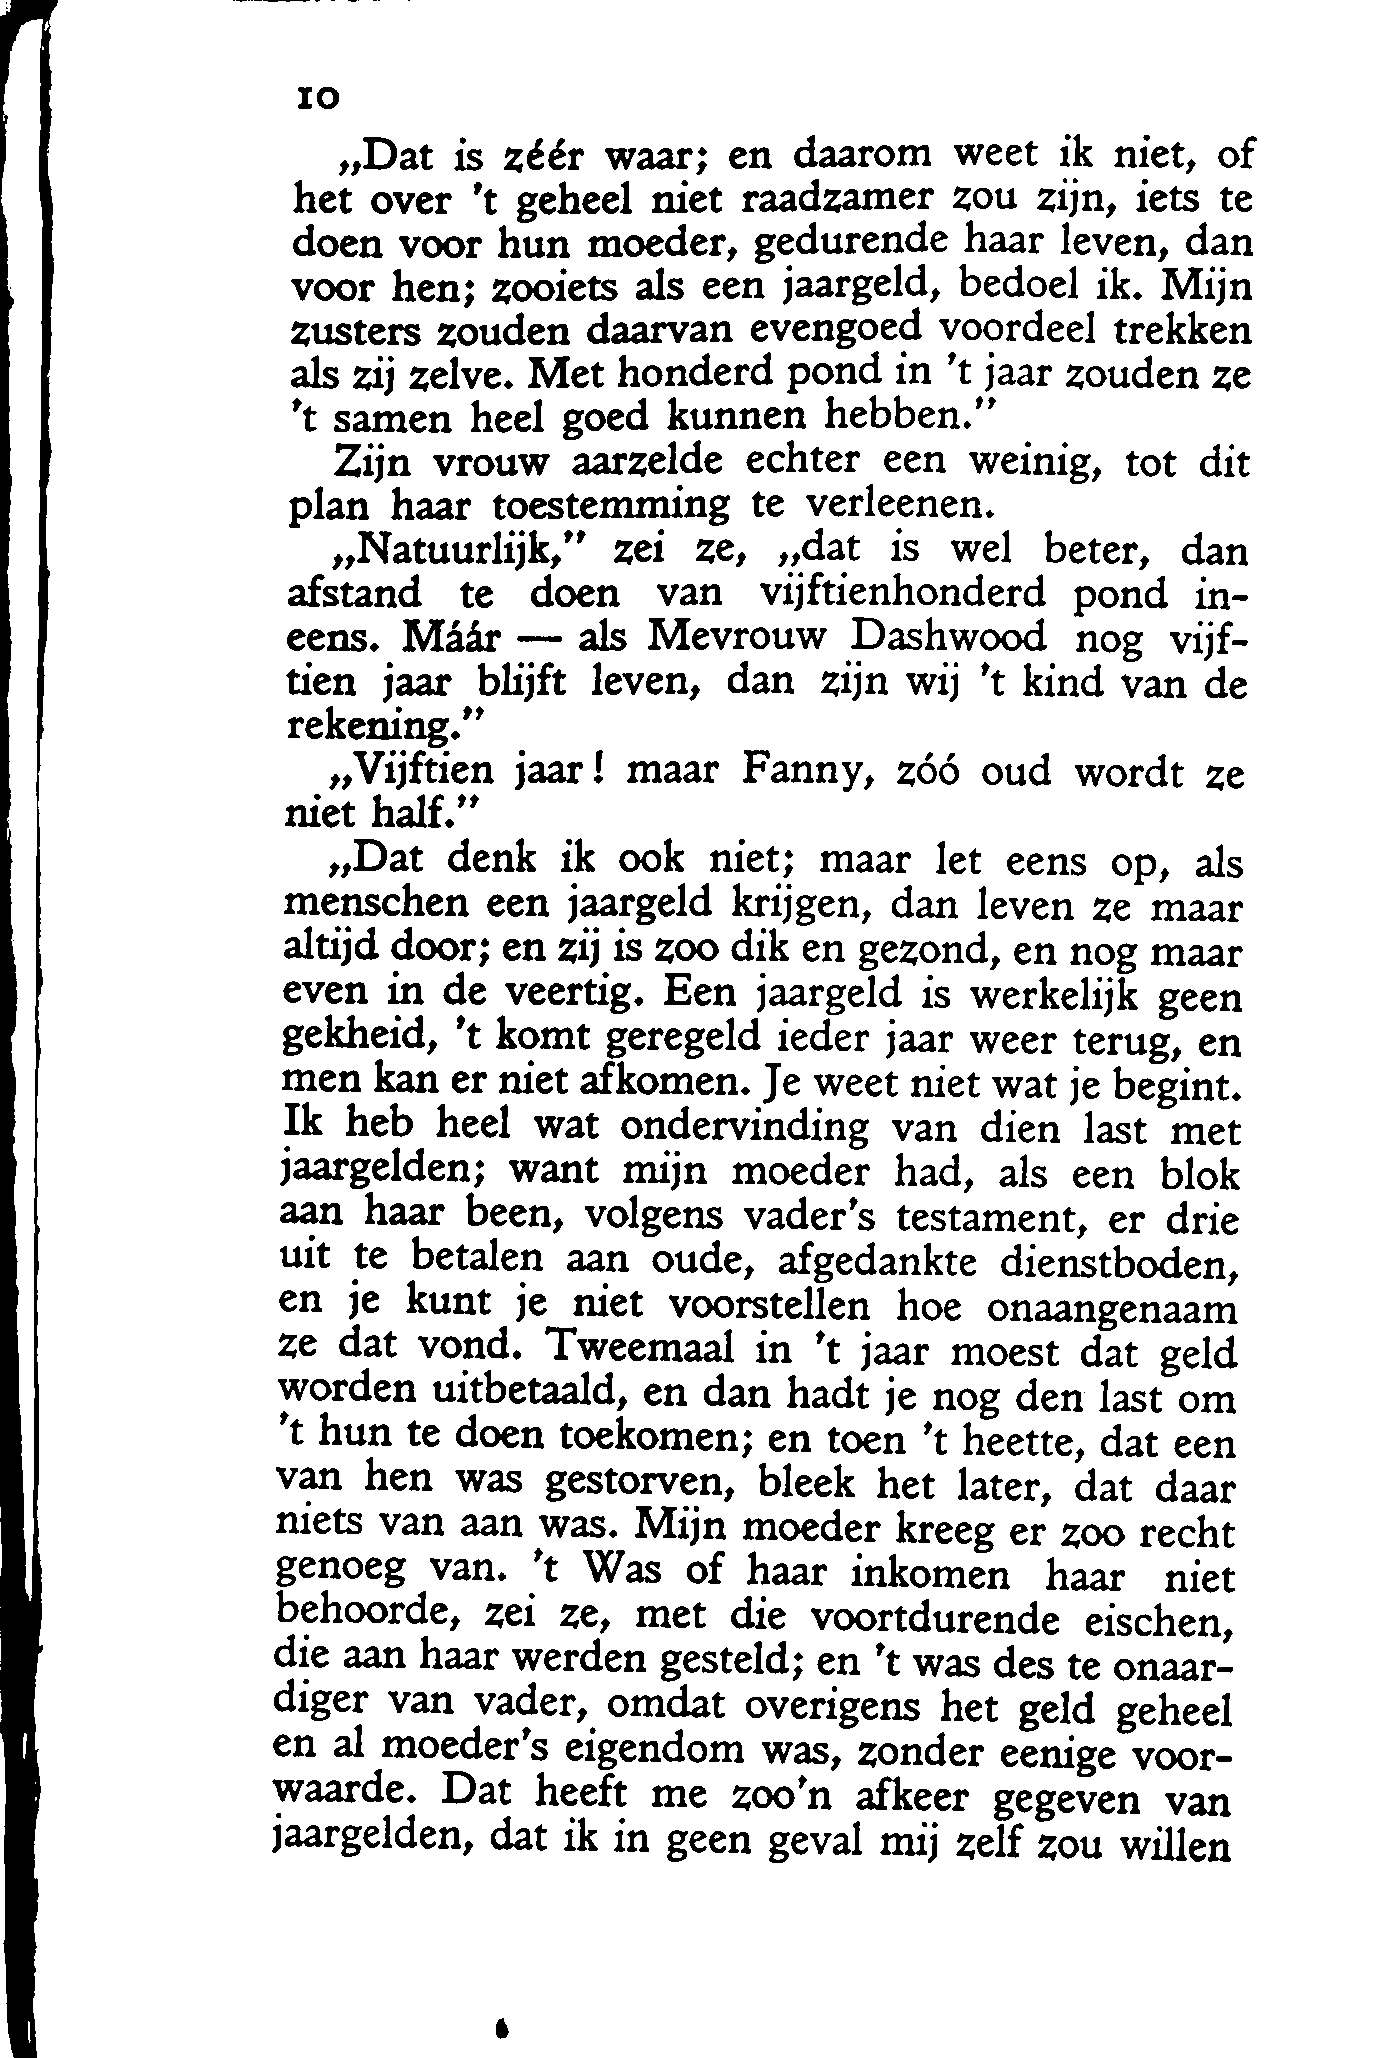 10
„Dat is zéér waar; en daarom weet ik niet, of
het over 't geheel niet raadzamer zou zijn, iets te
doen voor hun moeder, gedurende haar leven, dan
voor hen; zooiets als een jaargeld, bedoel ik. Mijn
zusters zouden daarvan evengoed voordeel trekken
als zij zelve. Met honderd pond in 't jaar zouden ze
't samen heel goed kunnen hebben."
Zijn vrouw aarzelde echter een weinig, tot dit
plan haar toestemming te verleenen.
„Natuurlijk," zei ze, „dat is wel beter, dan
afstand te doen van vijftienhonderd pond in-
eens. Máár — als Mevrouw Dashwood nog vijf-
tien jaar blijft leven, dan zijn wij 't kind van de
rekening."
„Vijftien jaar! maar Fanny, zóó oud wordt ze
niet half."
„Dat denk ik ook niet; maar let eens op, als
menschen een jaargeld krijgen, dan leven ze maar
altijd door; en zij is zoo dik en gezond, en nog maar
even in de veertig. Een jaargeld is werkelijk geen
gekheid, 't komt geregeld ieder jaar weer terug, en
men kan er niet afkomen. Je weet niet wat je begint.
Ik heb heel wat ondervinding van dien last met
jaargelden; want mijn moeder had, als een blok
aan haar been, volgens vader's testament, er drie
uit te betalen aan oude, afgedankte dienstboden,
en je kunt je niet voorstellen hoe onaangenaam
ze dat vond. Tweemaal in 't jaar moest dat geld
worden uitbetaald, en dan hadt je nog den last om
't hun te doen toekomen; en toen 't heette, dat een
van hen was gestorven, bleek het later, dat daar
niets van aan was. Mijn moeder kreeg er zoo recht
genoeg van. 't Was of haar inkomen haar niet
behoorde, zei ze, met die voortdurende eischen,
die aan haar werden gesteld; en 't was des te onaar-
diger van vader, omdat overigens het geld geheel
en al moeder's eigendom was, zonder eenige voor-
waarde. Dat heeft me zoo'n afkeer gegeven van
jaargelden, dat ik in geen geval mij zelf zou willen